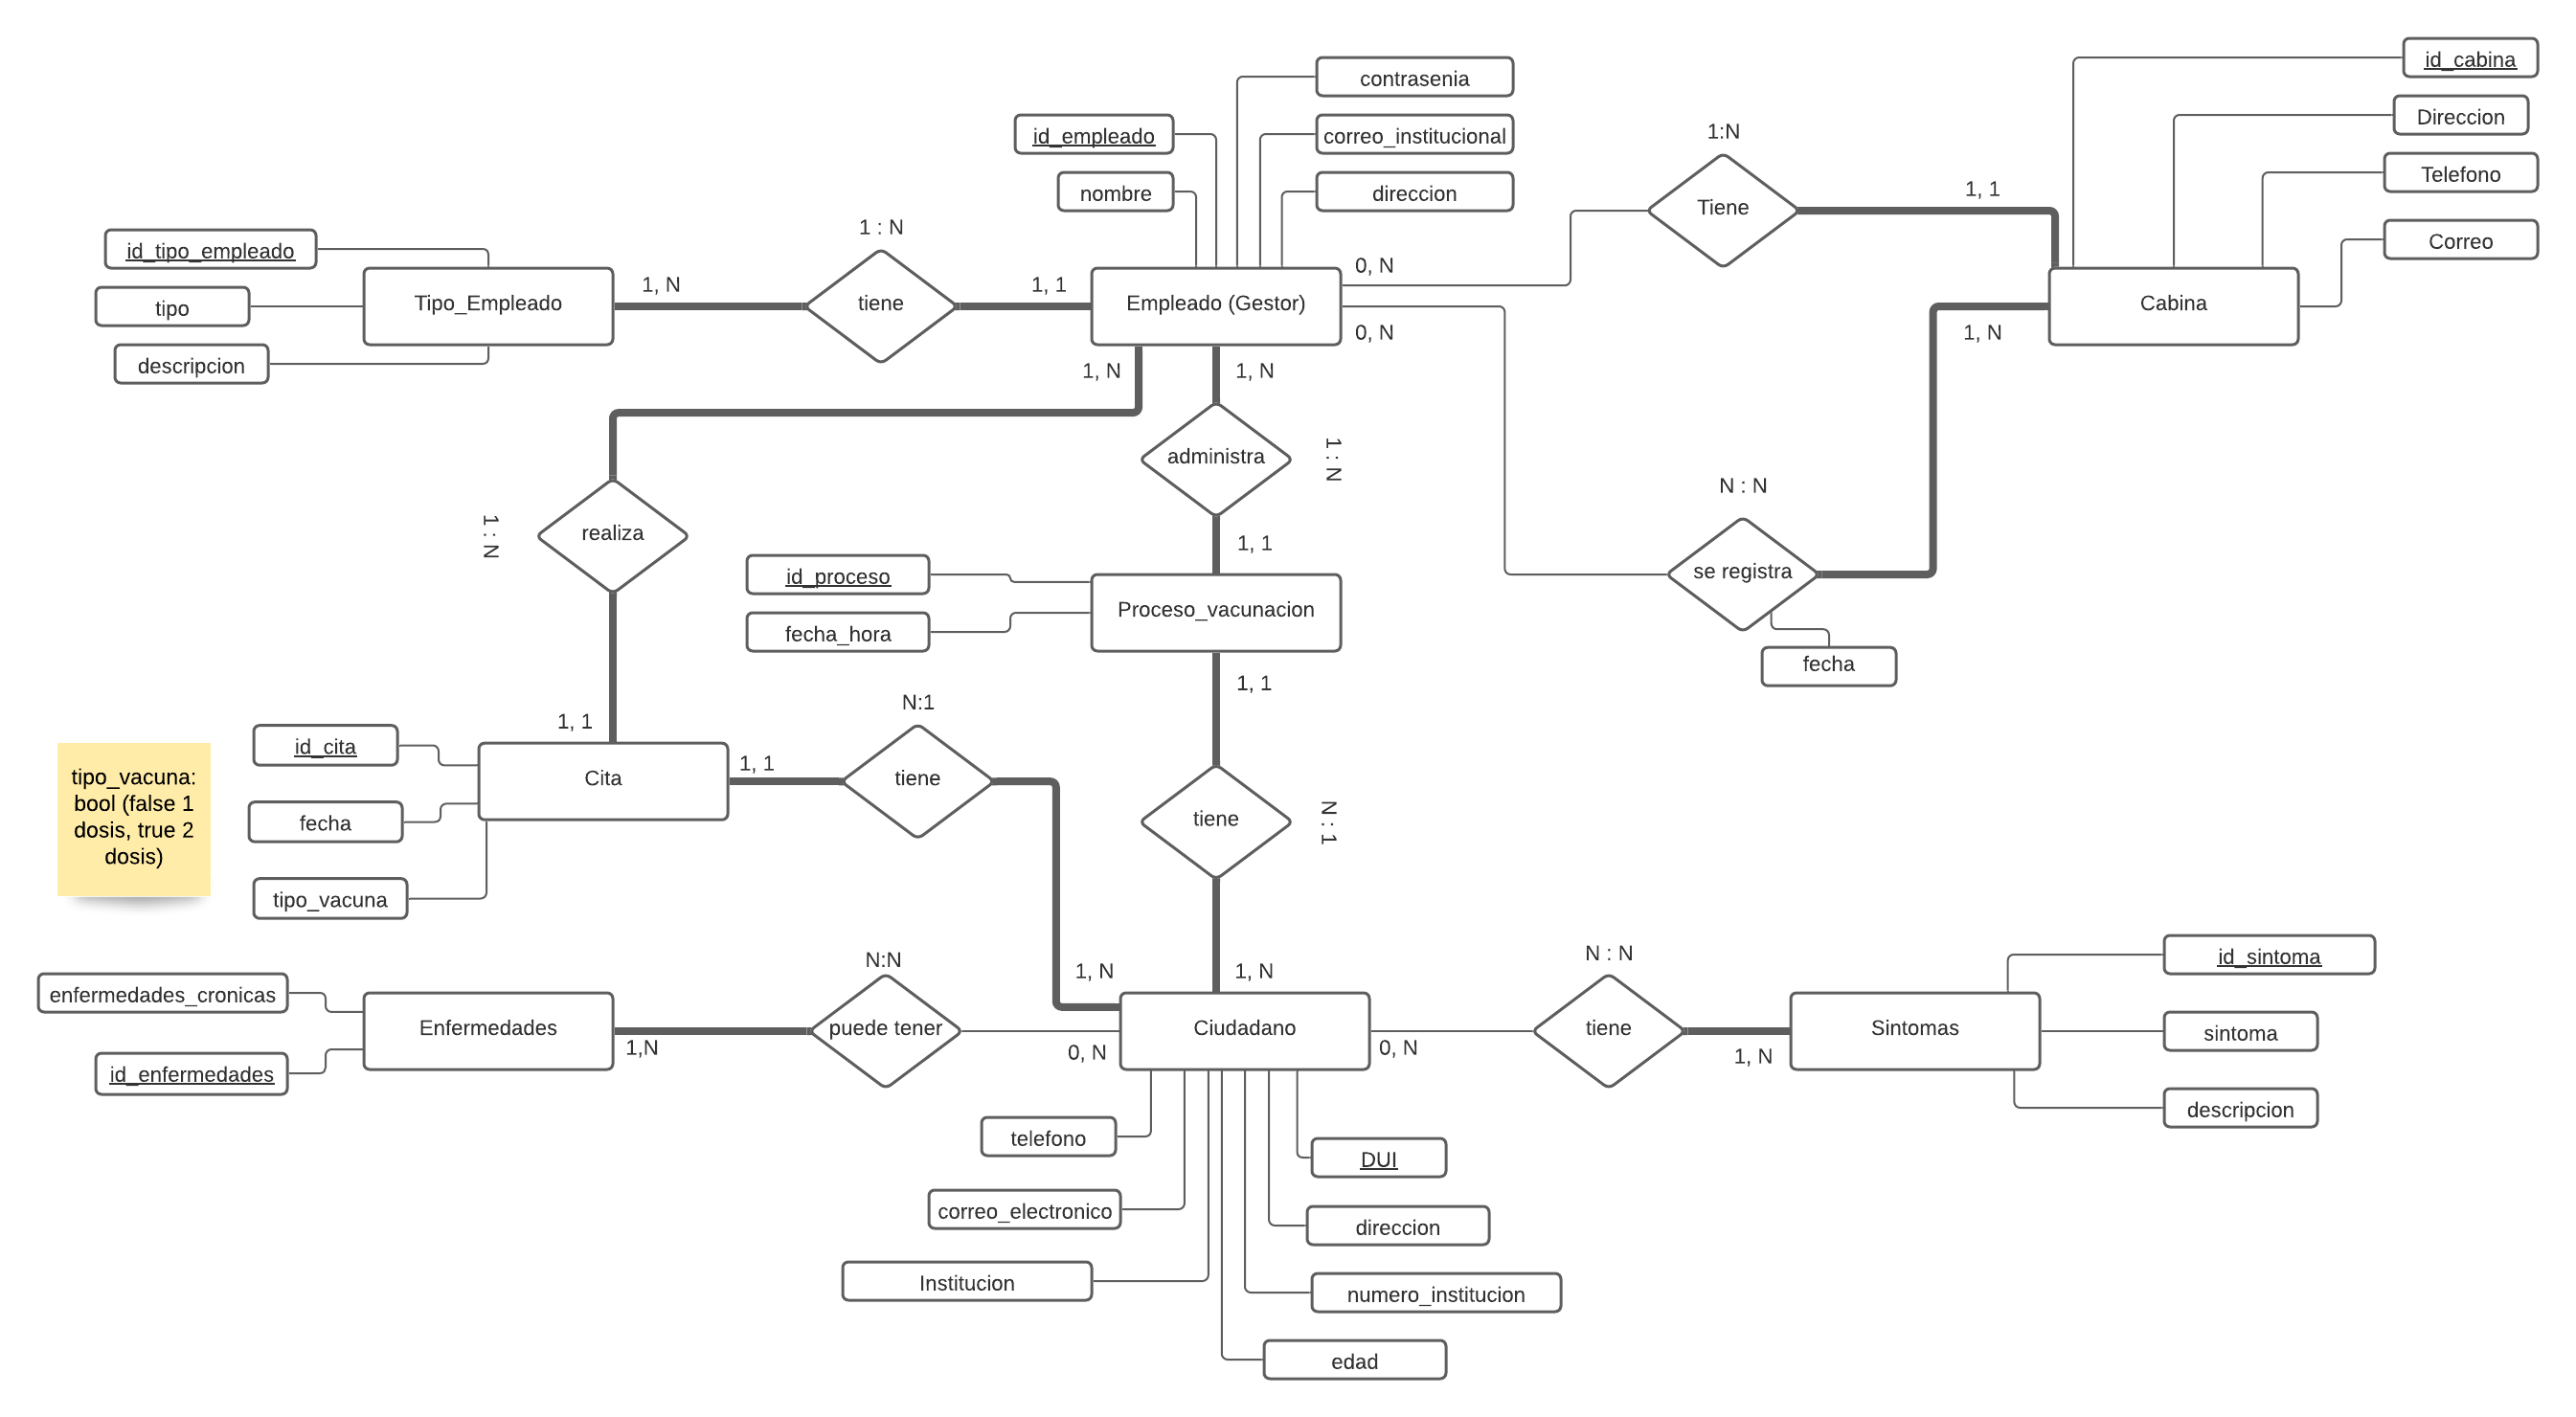 id_cabina
contrasenia
Direccion
id_empleado
correo_institucional
1:N
Telefono
nombre
direccion
1, 1
Tiene
1 : N
id_tipo_empleado
Correo
0, N
1, N
1, 1
Tipo_Empleado
tiene
Empleado (Gestor)
Cabina
tipo
0, N
1, N
descripcion
1, N
1, N
administra
1 : N
N : N
realiza
1 : N
1, 1
se registra
id_proceso
Proceso_vacunacion
fecha_hora
fecha
1, 1
N:1
1, 1
id_cita
1, 1
tipo_vacuna:
bool (false 1
dosis, true 2
dosis)
Cita
tiene
fecha
tiene
N : 1
tipo_vacuna
N:N
N : N
id_sintoma
1, N
1, N
enfermedades_cronicas
Enfermedades
puede tener
Ciudadano
tiene
Sintomas
sintoma
1,N
0, N
0, N
1, N
id_enfermedades
descripcion
telefono
DUI
correo_electronico
direccion
Institucion
numero_institucion
edad